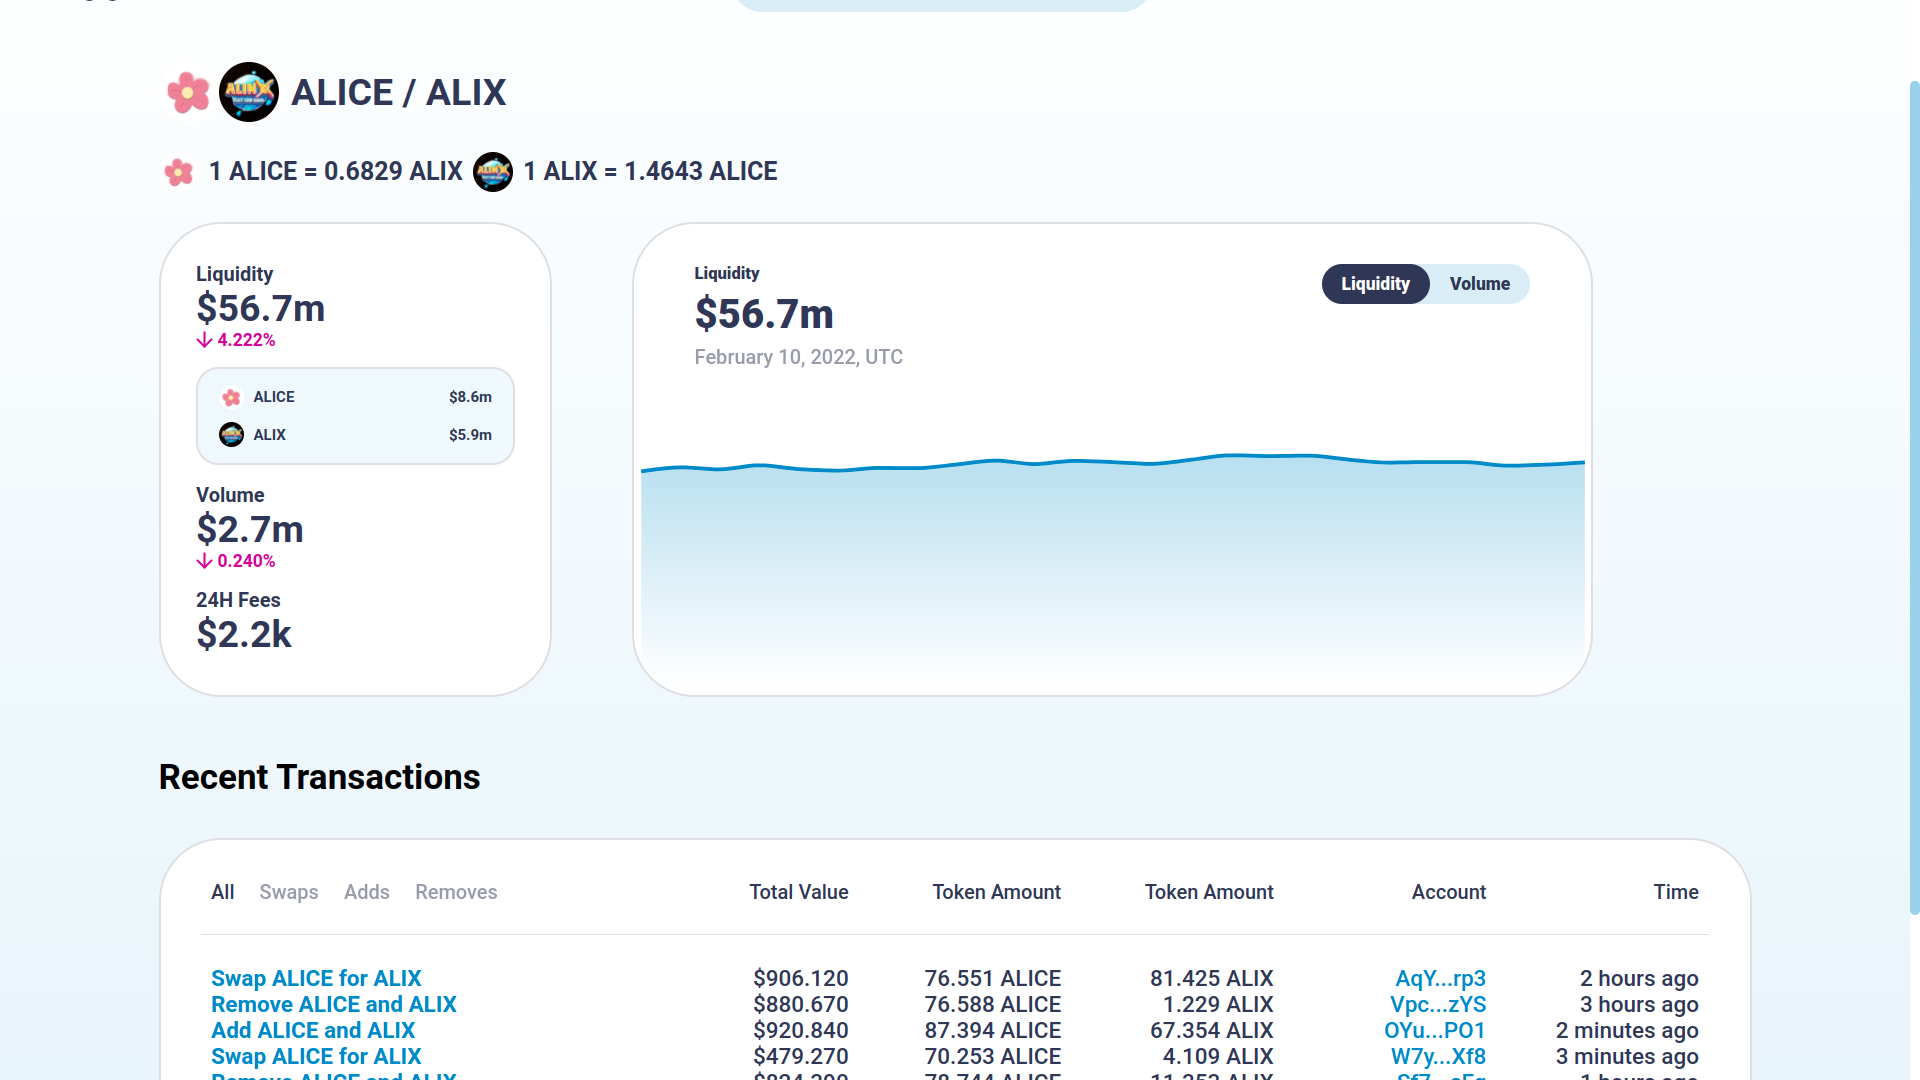 ALICE / ALIX
1 ALICE = 0.6829 ALIX 1 ALIX = 1.4643 ALICE
Liquidity
$56.7m
4.222%
ALICE $8.6m
ALIX $5.9m
Volume
$2.7m
0.240%
24H Fees
$2.2k
Liquidity
$56.7m
February 10, 2022, UTC
Liquidity Volume
Recent Transactions
All Swaps Adds Removes Total Value Token Amount Token Amount Account Time
Swap ALICE for ALIX $906.120 76.551 ALICE 81.425 ALIX AqY...rp3 2 hours ago
Remove ALICE and ALIX $880.670 76.588 ALICE 1.229 ALIX Vpc...zYS 3 hours ago
Add ALICE and ALIX $920.840 87.394 ALICE 67.354 ALIX OYu...PO1 2 minutes ago
Swap ALICE for ALIX $479.270 70.253 ALICE 4.109 ALIX W7y...Xf8 3 minutes ago
Remove ALICE and ALIX